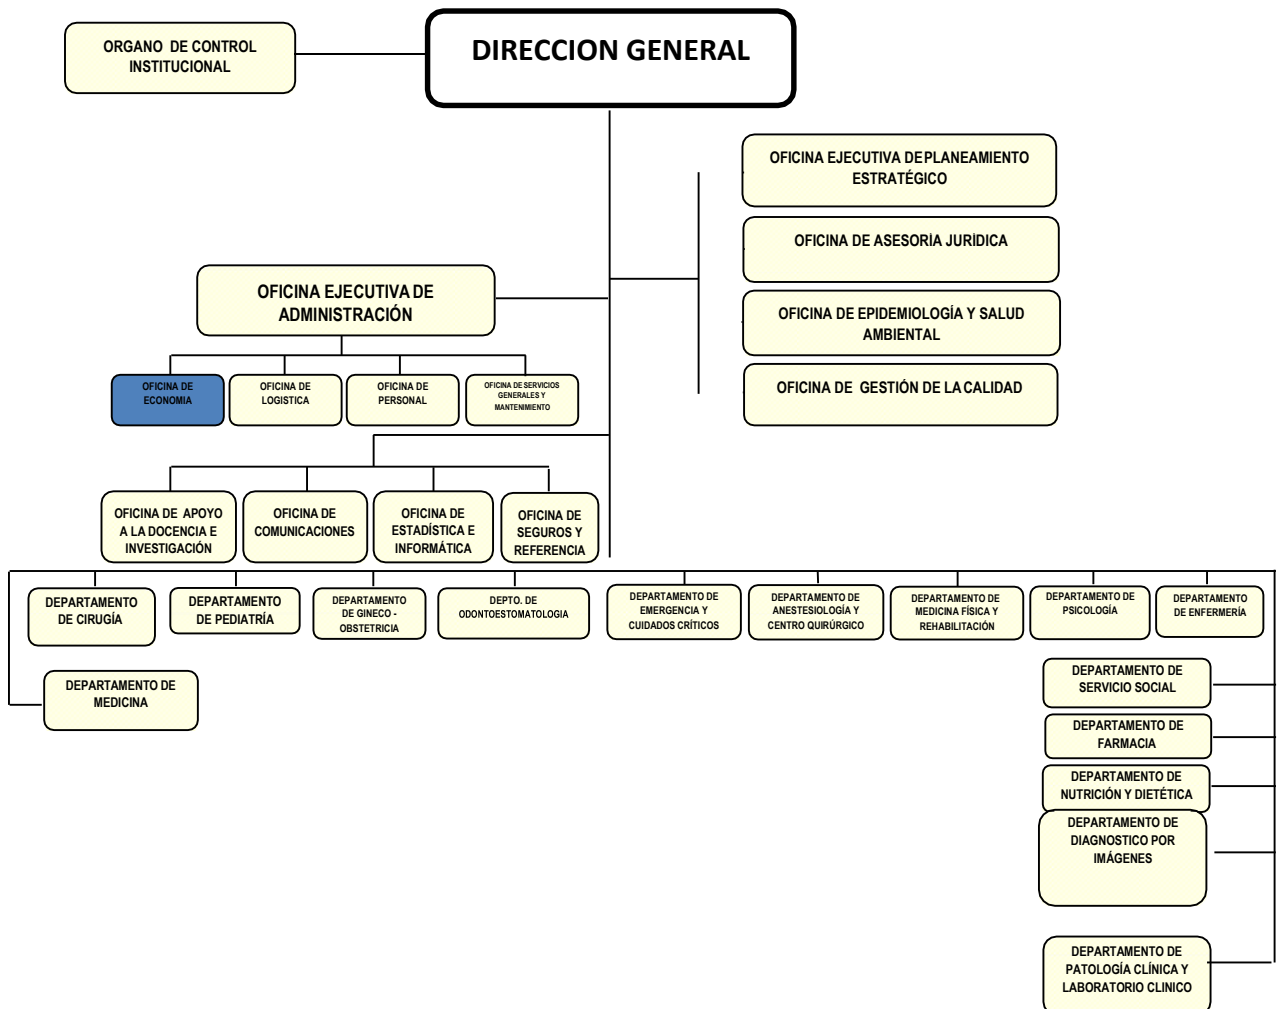 ORGANO DE CONTROL
INSTITUCIONAL
DIRECCION GENERAL
OFICINA EJECUTIVA DE PLANEAMIENTO
ESTRATÉGICO
OFICINA DE ASESORÍA JURÍDICA
OFICINA DE EPIDEMIOLOGÍA Y SALUD
AMBIENTAL
OFICINA DE GESTIÓN DE LA CALIDAD
OFICINA EJECUTIVA DE
ADMINISTRACIÓN
OFICINA DE
ECONOMIA
OFICINA DE
LOGISTICA
OFICINA DE
PERSONAL
OFICINA DE SERVICIOS
GENERALES Y
MANTENIMIENTO
OFICINA DE APOYO
A LA DOCENCIA E
INVESTIGACIÓN
OFICINA DE
COMUNICACIONES
OFICINA DE
ESTADÍSTICA E
INFORMÁTICA
OFICINA DE
SEGUROS Y
REFERENCIA
DEPARTAMENTO
DE CIRUGÍA
DEPARTAMENTO
DE PEDIATRÍA
DEPARTAMENTO
DE GINECO -
OBSTETRICIA
DEPTO. DE
ODONTOESTOMATOLOGIA
DEPARTAMENTO DE
EMERGENCIA Y
CUIDADOS CRÍTICOS
DEPARTAMENTO DE
ANESTESIOLOGÍA Y
CENTRO QUIRÚRGICO
DEPARTAMENTO DE
MEDICINA FÍSICA Y
REHABILITACIÓN
DEPARTAMENTO DE
PSICOLOGÍA
DEPARTAMENTO
DE ENFERMERÍA
DEPARTAMENTO DE
MEDICINA
DEPARTAMENTO DE
SERVICIO SOCIAL
DEPARTAMENTO DE
FARMACIA
DEPARTAMENTO DE
NUTRICIÓN Y DIETÉTICA
DEPARTAMENTO DE
DIAGNOSTICO POR
IMÁGENES
DEPARTAMENTO DE
PATOLOGÍA CLÍNICA Y
LABORATORIO CLINICO